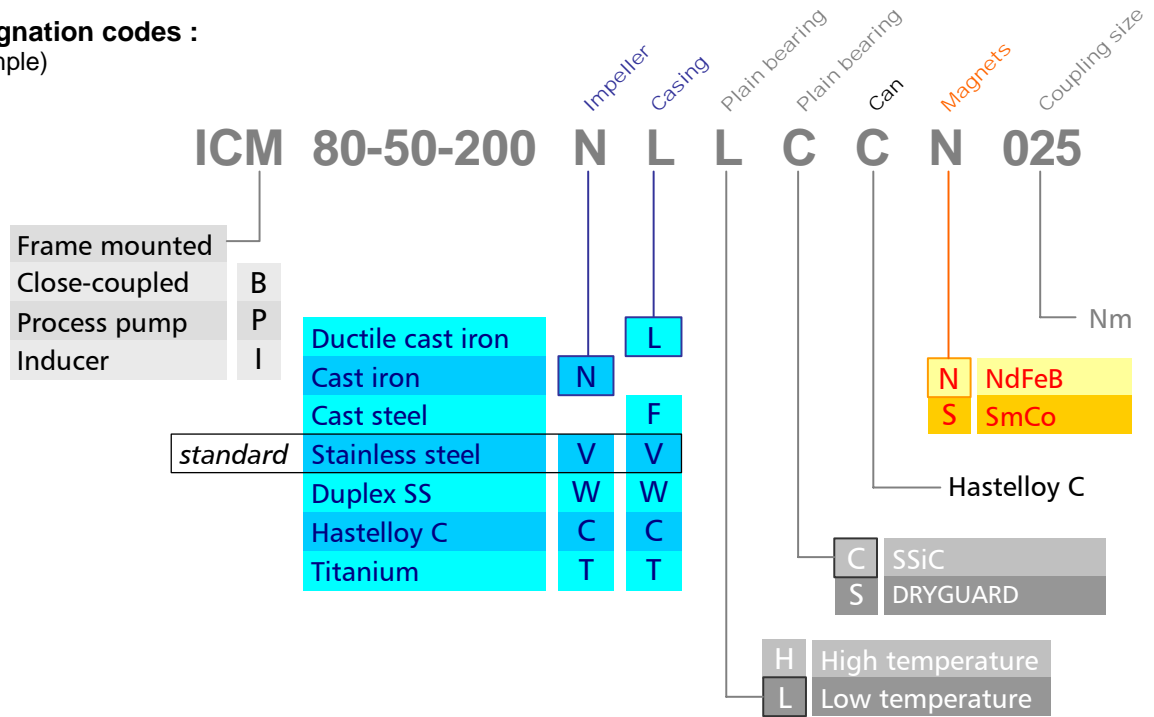 gnation codes :
nple)
Impeller
Casing
Plain bearing
Plain bearing
Can
Magnets
Coupling size
ICM 80-50-200 N L L C C N 025
Frame mounted
Close-coupled B
Process pump P
Inducer I
Nm
Ductile cast iron L
Cast iron N
Cast steel F
standard Stainless steel V V
Duplex SS W W
Hastelloy C C C
Titanium T T
N NdFeB
S SmCo
Hastelloy C
C SSiC
S DRYGUARD
H High temperature
L Low temperature